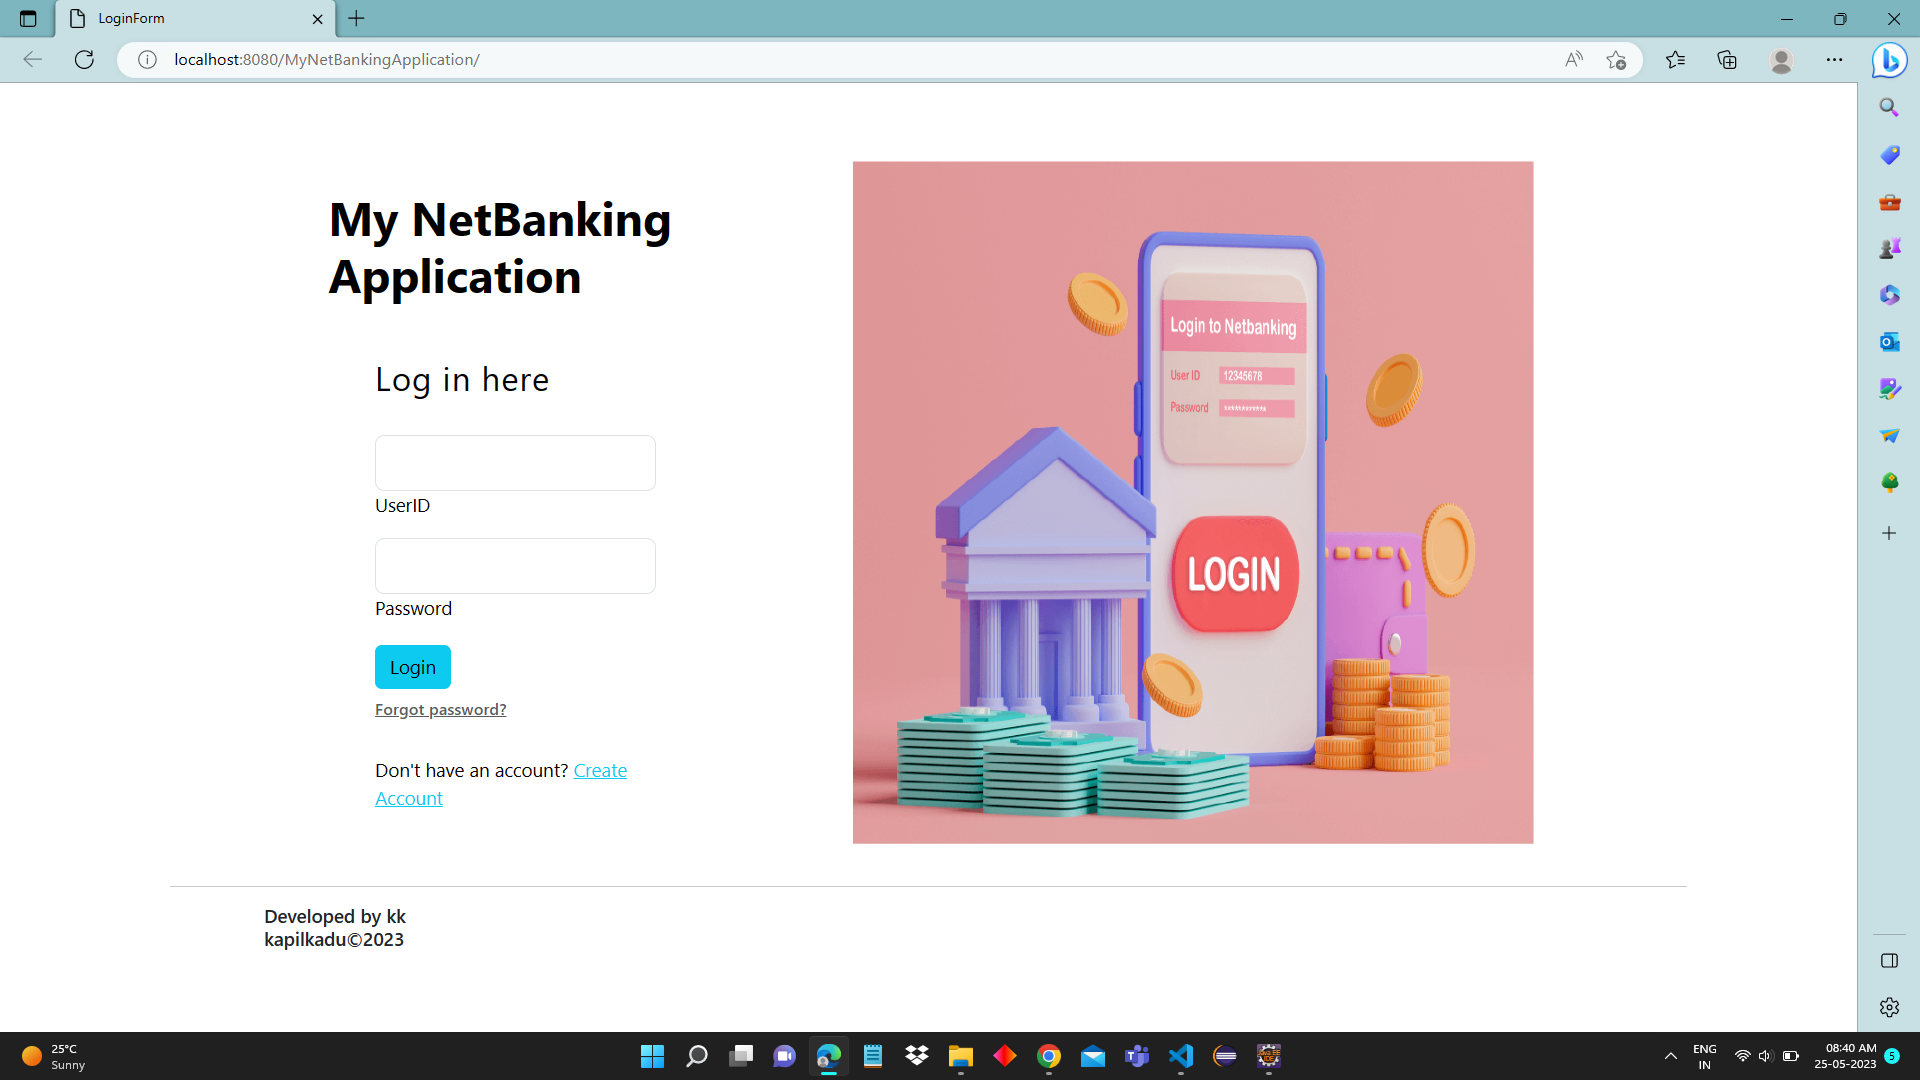 LoginForm
localhost:8080/MyNetBankingApplication/
My NetBanking
Application
Log in here
UserID
Password
Login
Forgot password?
Don't have an account? Create
Account
Login to Netbanking
User ID 12345678
Password ************
LOGIN
Developed by kk
kapilkadu©2023
25°C
Sunny
ENG
IN
08:40 AM
25-05-2023
5